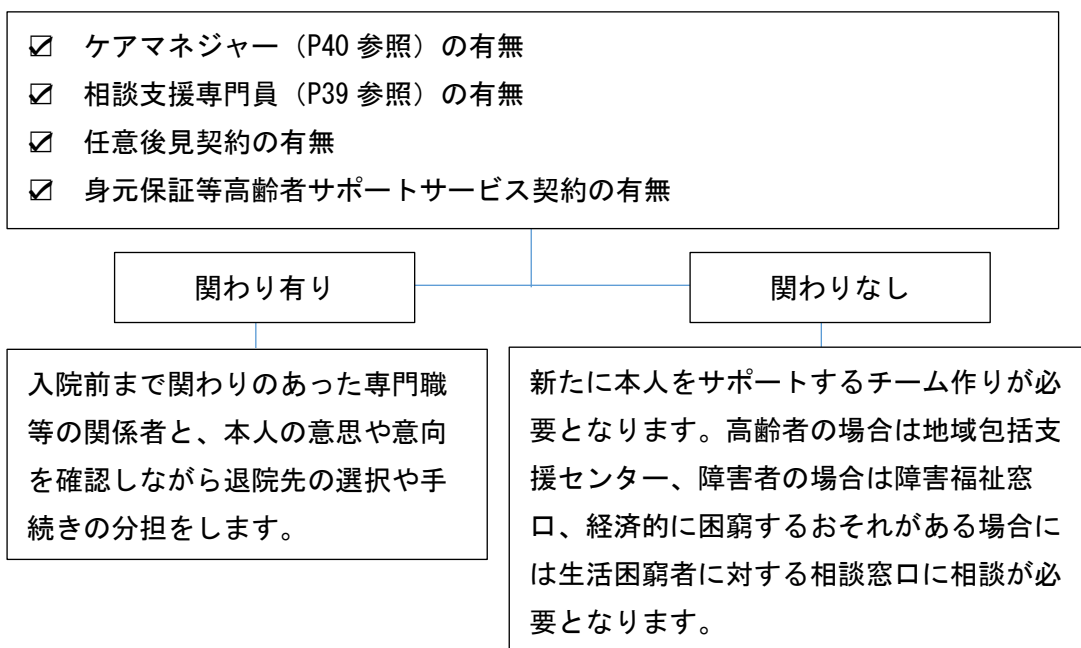 ☑ ケアマネジャー（P40 参照）の有無
☑ 相談支援専門員（P39 参照）の有無
☑ 任意後見契約の有無
☑ 身元保証等高齢者サポートサービス契約の有無
関わり有り
関わりなし
入院前まで関わりのあった専門職
等の関係者と、本人の意思や意向
を確認しながら退院先の選択や手
続きの分担をします。
新たに本人をサポートするチーム作りが必
要となります。高齢者の場合は地域包括支
援センター、障害者の場合は障害福祉窓
口、経済的に困窮するおそれがある場合に
は生活困窮者に対する相談窓口に相談が必
要となります。